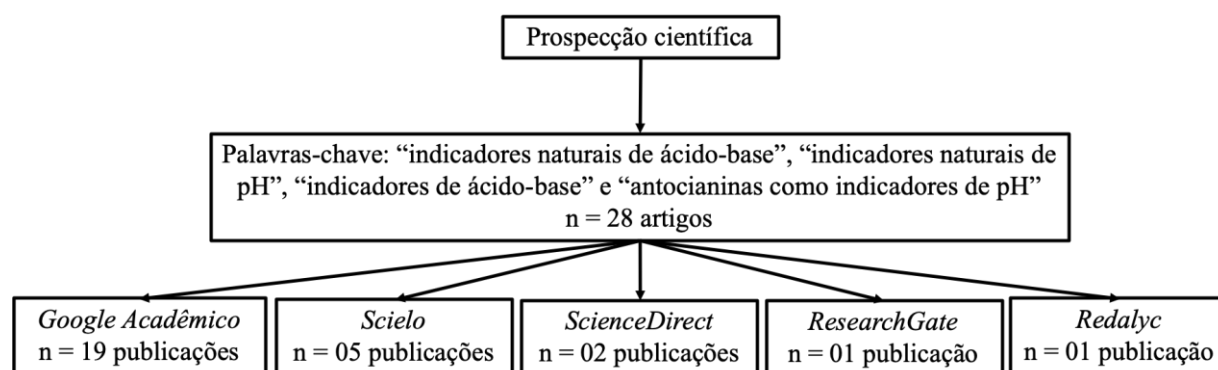 Prospecção científica
Palavras-chave: “indicadores naturais de ácido-base”, “indicadores naturais de
pH”, “indicadores de ácido-base” e “antocianinas como indicadores de pH”
n = 28 artigos
Google Acadêmico
n = 19 publicações
Scielo
n = 05 publicações
ScienceDirect
n = 02 publicações
ResearchGate
n = 01 publicação
Redalyc
n = 01 publicação